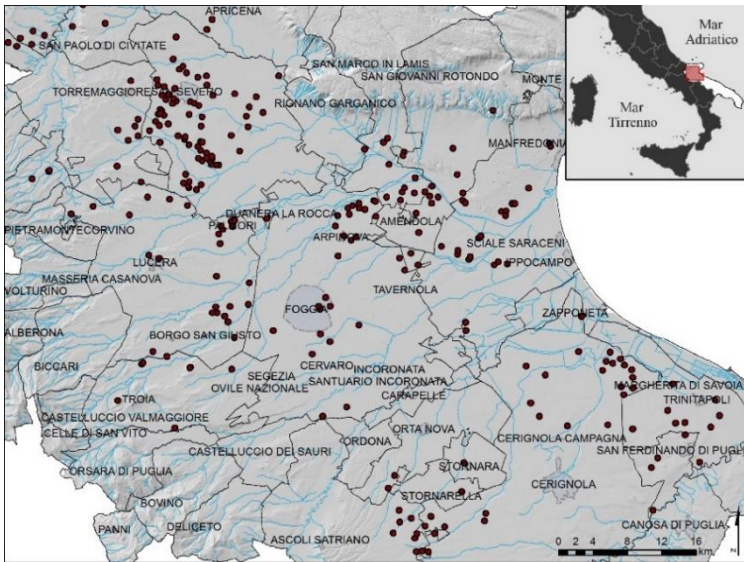 APRICENA
SAN PAOLO DI CIVITATE
SAN MARCO IN LAMIS
SAN GIOVANNI ROTONDO
MONTE
TORREMAGGIORE
SEVERO
RIGNANO GARGANICO
MANFREDONIA
DUANERA LA ROCCA
PALMORI
AMENDOLA
PIETRAMONTECORVINO
ARPINOVA
SCIALE SARACENI
LUCERA
IPPOCAMPO
MASSERIA CASANOVA
TAVERNOLA
VOLTURINO
FOGGIA
ZAPPONETA
ALBERONA
BORGO SAN GIUSTO
BICCARI
CERVARO
INCORONATA
SEGEZIA
SANTUARIO INCORONATA
OVILE NAZIONALE
CARAPELLE
MARGHERITA DI SAVOIA
TRINITAPOLI
TROIA
CASTELLUCCIO VALMAGGIORE
CELLE DI SAN VITO
ORTA NOVA
ORDONA
CERIGNOLA CAMPAGNA
CASTELLUCCIO DEI SAURI
SAN FERDINANDO DI PUGLI
ORSARA DI PUGLIA
STORNARA
CERIGNOLA
BOVINO
STORNARELLA
PANNI
DELICETO
ASCOLI SATRIANO
CANOSA DI PUGLIA
Mar
Adriatico
Mar
Tirreno
0 2 4 8 12 16
km
N